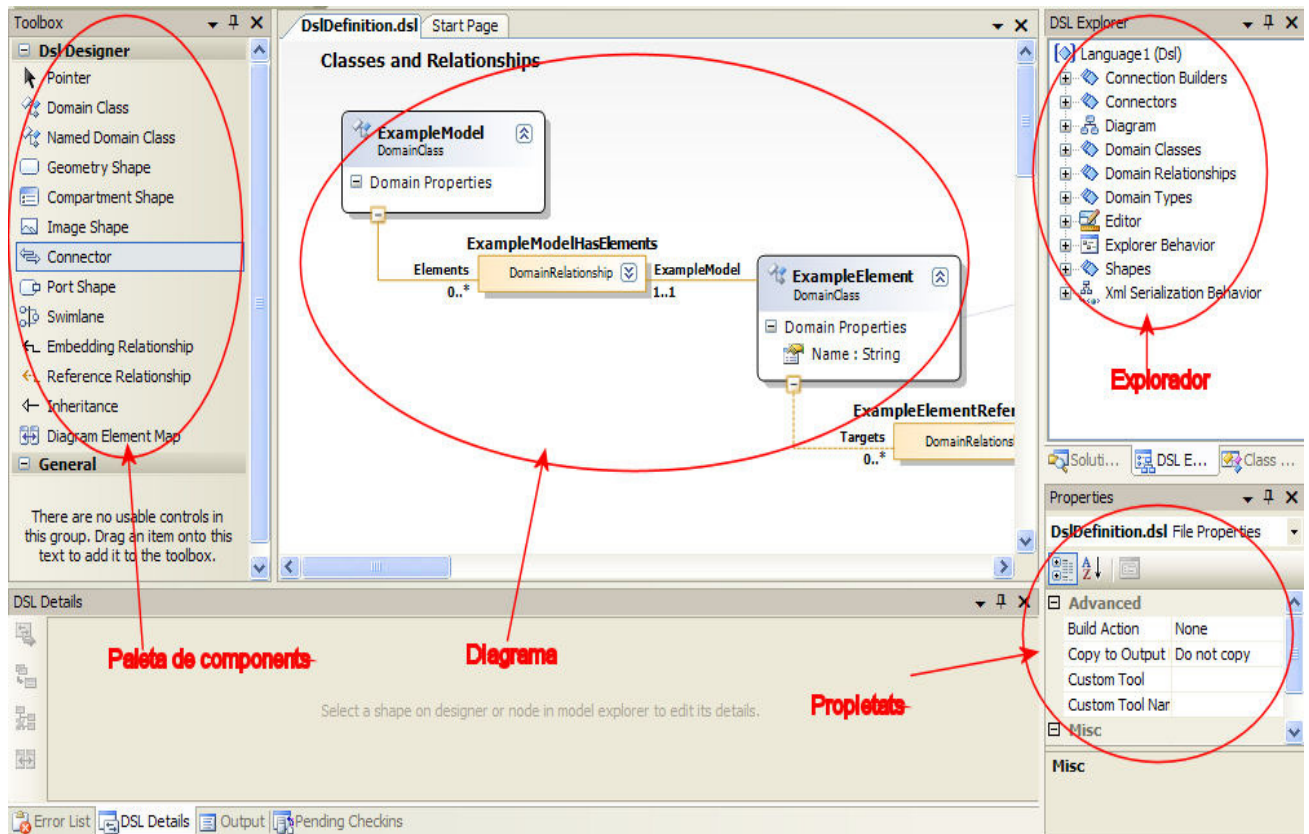 Toolbox
Dsl Designer
Pointer
Domain Class
Named Domain Class
Geometry Shape
Compartment Shape
Image Shape
Connector
Port Shape
Swimlane
Embedding Relationship
Reference Relationship
Inheritance
Diagram Element Map
General
There are no usable controls in
this group. Drag an item onto this
text to add it to the toolbox.
DslDefinition.dsl Start Page
Classes and Relationships
ExampleModel
DomainClass
Domain Properties
ExampleModelHasElements
Elements DomainRelationship ExampleModel
0..* 1..1
ExampleElement
DomainClass
Domain Properties
Name : String
ExampleElementRefer
Targets DomainRelations
0..*
DSL Explorer
Language1 (Dsl)
Connection Builders
Connectors
Diagram
Domain Classes
Domain Relationships
Domain Types
Editor
Explorer Behavior
Shapes
Xml Serialization Behavior
Explorador
Soluti... DSL E... Class ...
Properties
DslDefinition.dsl File Properties
Advanced
Build Action None
Copy to Output Do not copy
Custom Tool
Custom Tool Nar
Misc
Misc
DSL Details
Paleta de components
Diagrama
Propietats
Select a shape on designer or node in model explorer to edit its details.
Error List DSL Details Output Pending Checkins